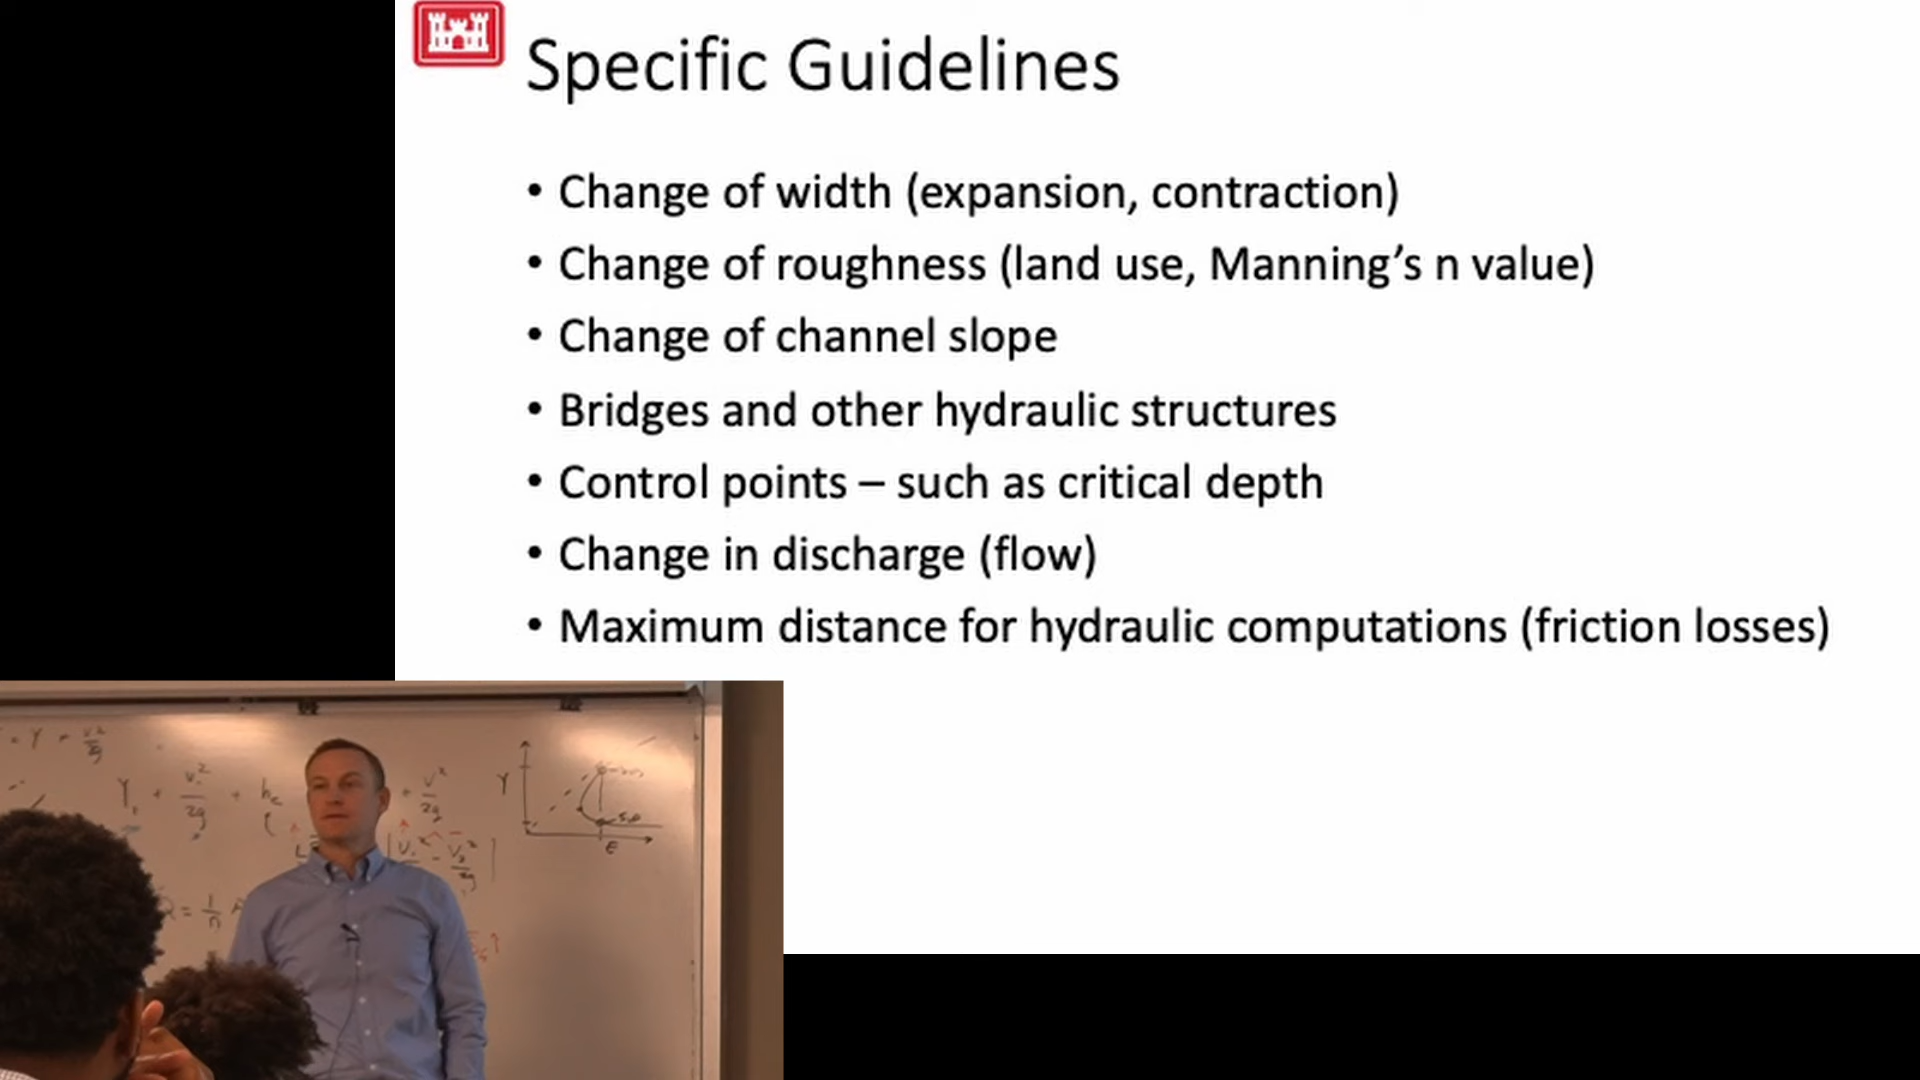 Specific Guidelines
• Change of width (expansion, contraction)
• Change of roughness (land use, Manning’s n value)
• Change of channel slope
• Bridges and other hydraulic structures
• Control points – such as critical depth
• Change in discharge (flow)
• Maximum distance for hydraulic computations (friction losses)
Y
E